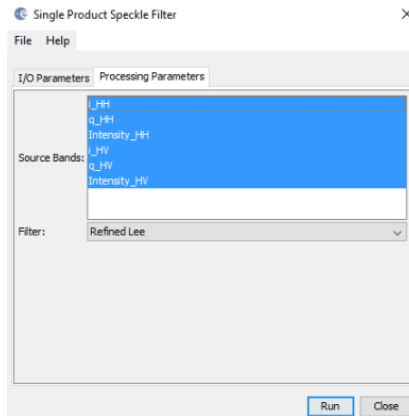 Single Product Speckle Filter
File Help
I/O Parameters Processing Parameters
Source Bands:
i_HH
q_HH
Intensity_HH
i_HV
q_HV
Intensity_HV
Filter: Refined Lee
Run Close